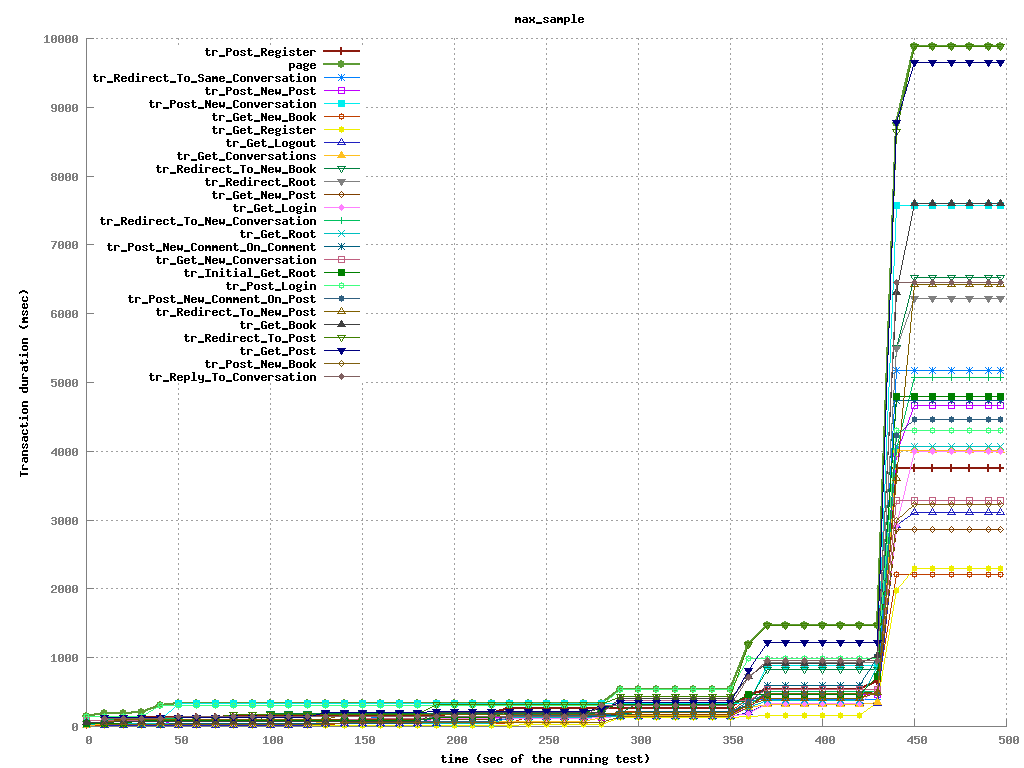 max_sample
10000
9000
8000
7000
6000
5000
4000
3000
2000
1000
0
Transaction duration (msec)
tr_Post_Register
page
tr_Redirect_To_Same_Conversation
tr_Post_New_Post
tr_Post_New_Conversation
tr_Get_New_Book
tr_Get_Register
tr_Get_Logout
tr_Get_Conversations
tr_Redirect_To_New_Book
tr_Redirect_Root
tr_Get_New_Post
tr_Get_Login
tr_Redirect_To_New_Conversation
tr_Get_Root
tr_Post_New_Comment_On_Comment
tr_Get_New_Conversation
tr_Initial_Get_Root
tr_Post_Login
tr_Post_New_Comment_On_Post
tr_Redirect_To_New_Post
tr_Get_Book
tr_Redirect_To_Post
tr_Get_Post
tr_Post_New_Book
tr_Reply_To_Conversation
0 50 100 150 200 250 300 350 400 450 500
time (sec of the running test)